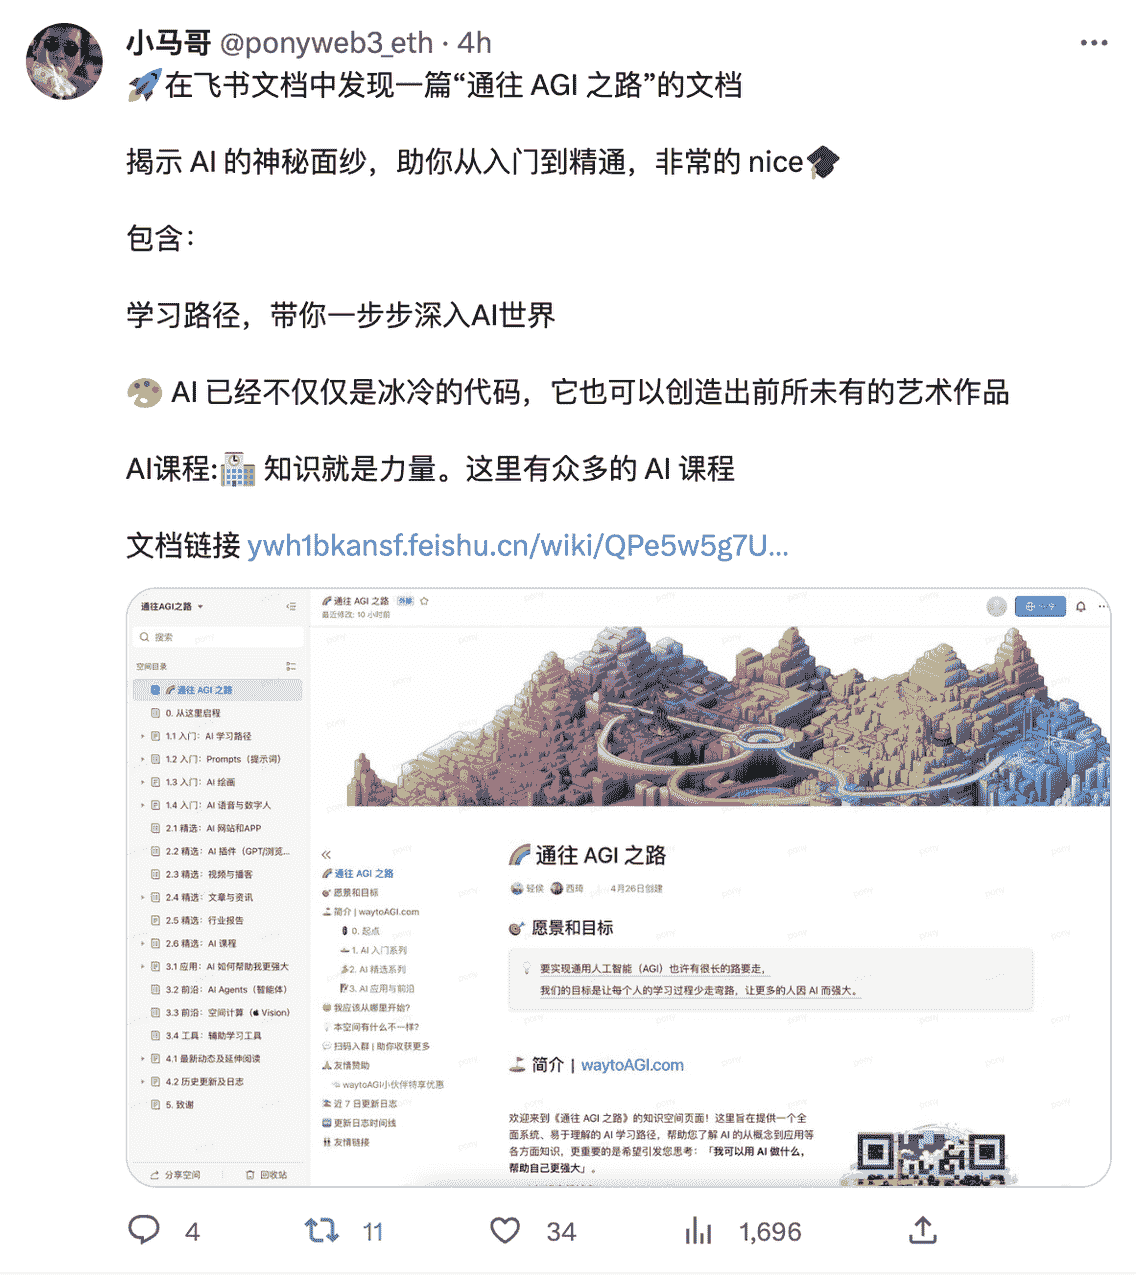 小马哥 @ponyweb3_eth · 4h
🚀在飞书文档中发现一篇“通往 AGI 之路”的文档
揭示 AI 的神秘面纱，助你从入门到精通，非常的 nice🎓
包含：
学习路径，带你一步步深入AI世界
🎨 AI 已经不仅仅是冰冷的代码，它也可以创造出前所未有的艺术作品
AI课程:🏫 知识就是力量。这里有众多的 AI 课程
文档链接 ywh1bkansf.feishu.cn/wiki/QPe5w5g7U...
通往AGI之路
搜索
空间目录
通往 AGI 之路
0. 从这里启程
1.1 入门：AI 学习路径
1.2 入门：Prompts（提示词）
1.3 入门：AI 绘画
1.4 入门：AI 语音与数字人
2.1 精选：AI 网站和APP
2.2 精选：AI 插件（GPT/浏览...
2.3 精选：视频与播客
2.4 精选：文章与资讯
2.5 精选：行业报告
2.6 精选：AI 课程
3.1 应用：AI 如何帮助我更强大
3.2 前沿：AI Agents（智能体）
3.3 前沿：空间计算（ Vision）
3.4 工具：辅助学习工具
4.1 最新动态及延伸阅读
4.2 历史更新及日志
5. 致谢
分享空间
回收站
通往 AGI 之路 外部
最近修改: 10 小时前
分享
通往 AGI 之路
愿景和目标
简介 | waytoAGI.com
0. 起点
1. AI 入门系列
2. AI 精选系列
3. AI 应用与前沿
我应该从哪里开始?
本空间有什么不一样?
扫码入群 | 助你收获更多
友情赞助
waytoAGI小伙伴特享优惠
近 7 日更新日志
更新日志时间线
友情链接
🌈 通往 AGI 之路
轻侯 西琦 4月26日创建
🎯 愿景和目标
要实现通用人工智能（AGI）也许有很长的路要走，
我们的目标是让每个人的学习过程少走弯路，让更多的人因 AI 而强大。
简介 | waytoAGI.com
欢迎来到《通往 AGI 之路》的知识空间页面！这里旨在提供一个全
面系统、易于理解的 AI 学习路径，帮助您了解 AI 的从概念到应用等
各方面知识，更重要的是希望引发您思考：「我可以用 AI 做什么，
帮助自己更强大」。
4 11 34 1,696